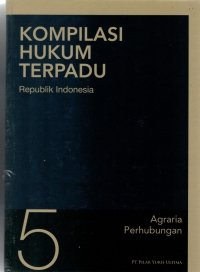 KOMPILASI
HUKUM
TERPADU
Republik Indonesia
5
Agraria
Perhubungan
PT PILAR YURIS ULTIMA